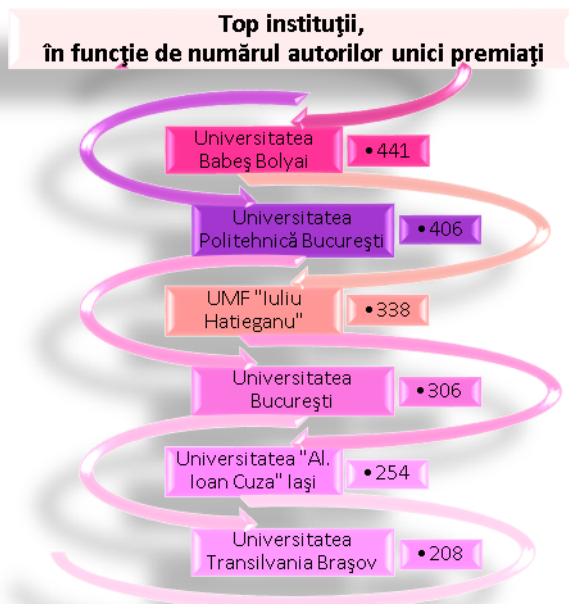 Top instituţii,
în funcţie de numărul autorilor unici premiaţi
Universitatea
Babeş Bolyai
•441
Universitatea
Politehnică Bucureşti
•406
UMF "Iuliu
Hatieganu"
•338
Universitatea
Bucureşti
•306
Universitatea "Al.
Ioan Cuza" Iaşi
•254
Universitatea
Transilvania Braşov
•208